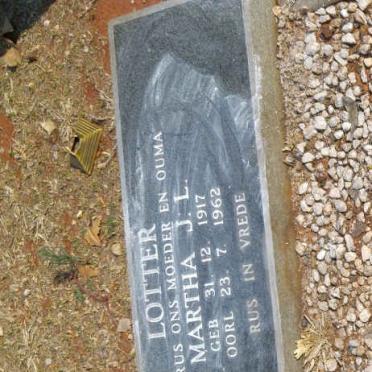 LOTTER
RUS ONS MOEDER EN OUMA
MARTHA J. L.
GEB 31. 12. 1917
OORL 23. 7. 1962
RUS IN VREDE